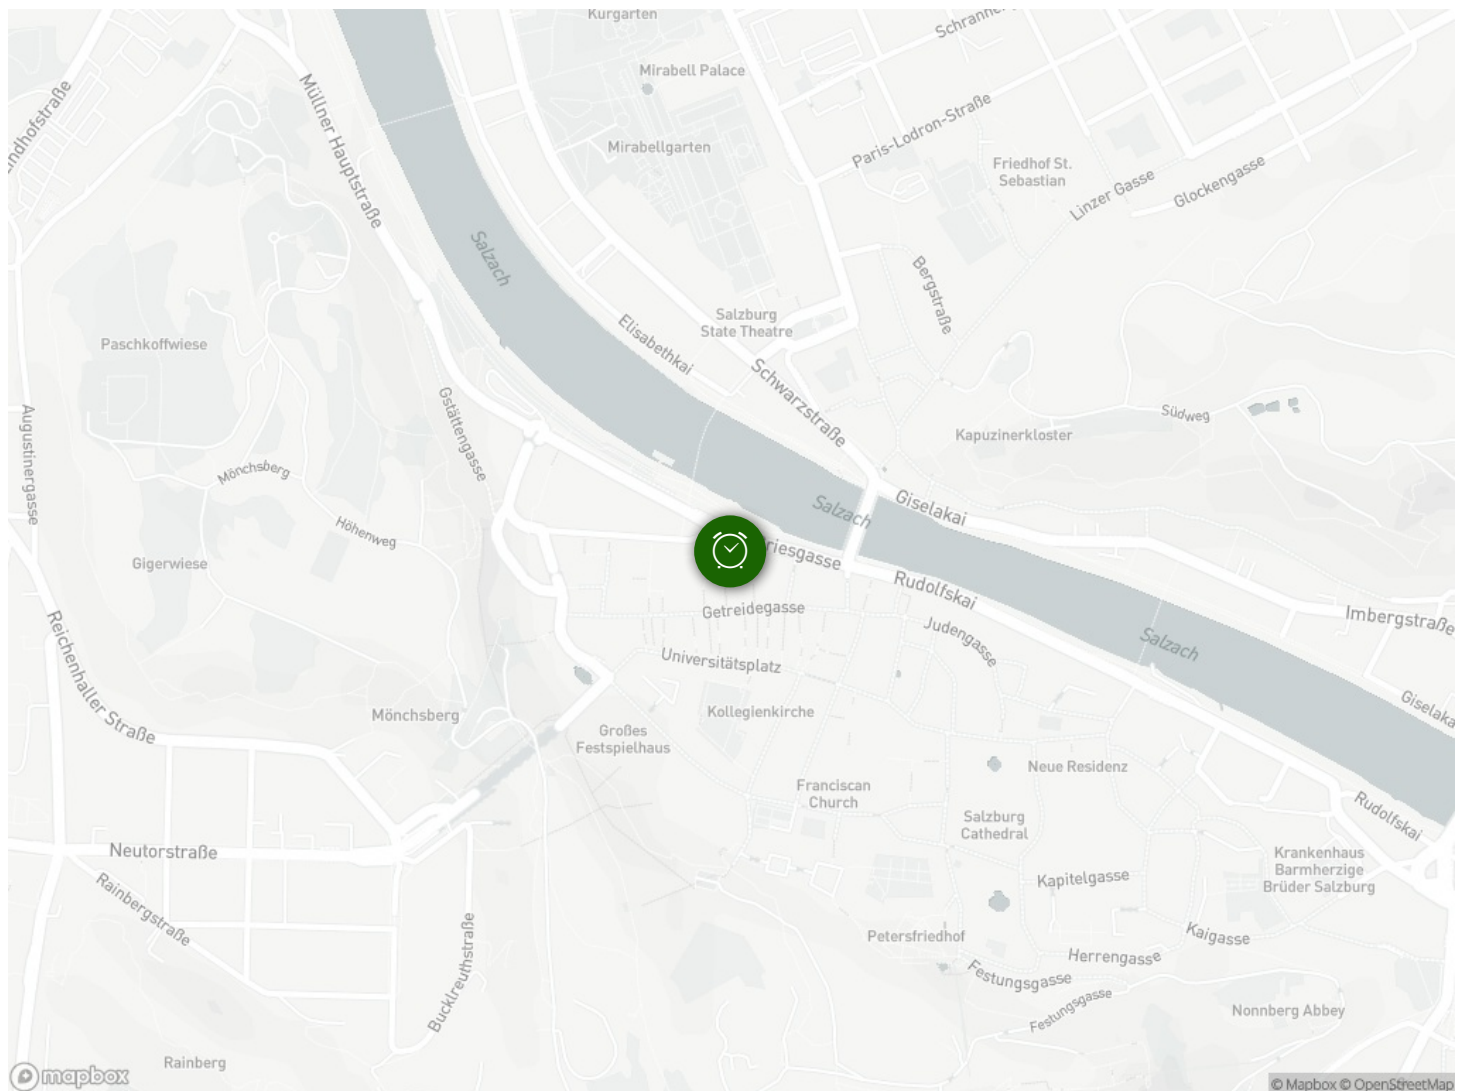 Kurgarten
Schranneng
Mirabell Palace
Müllner Hauptstraße
endhofstraße
Paris-Lodron-Straße
Mirabellgarten
Friedhof St.
Sebastian
Linzer Gasse
Glockengasse
Salzach
Bergstraße
Salzburg
State Theatre
Elisabethkai
Paschkoffwiese
Schwarzstraße
Südweg
Gstättengasse
Kapuzinerkloster
Augustinergasse
Mönchsberg
Höhenweg
Salzach
Giselakai
Gigerwiese
riesgasse
Rudolfskai
Getreidegasse
Judengasse
Imbergstraße
Salzach
Universitätsplatz
Reichenhaller Straße
Mönchsberg
Kollegienkirche
Giselaka
Großes
Festspielhaus
Neue Residenz
Franciscan
Church
Salzburg
Cathedral
Rudolfskai
Neutorstraße
Krankenhaus
Barmherzige
Brüder Salzburg
Kapitelgasse
Rainbergstraße
Petersfriedhof
Kaigasse
Herrengasse
Bucklreuthstraße
Festungsgasse
Festungsgasse
Nonnberg Abbey
Rainberg
mapbox
© Mapbox © OpenStreetMap